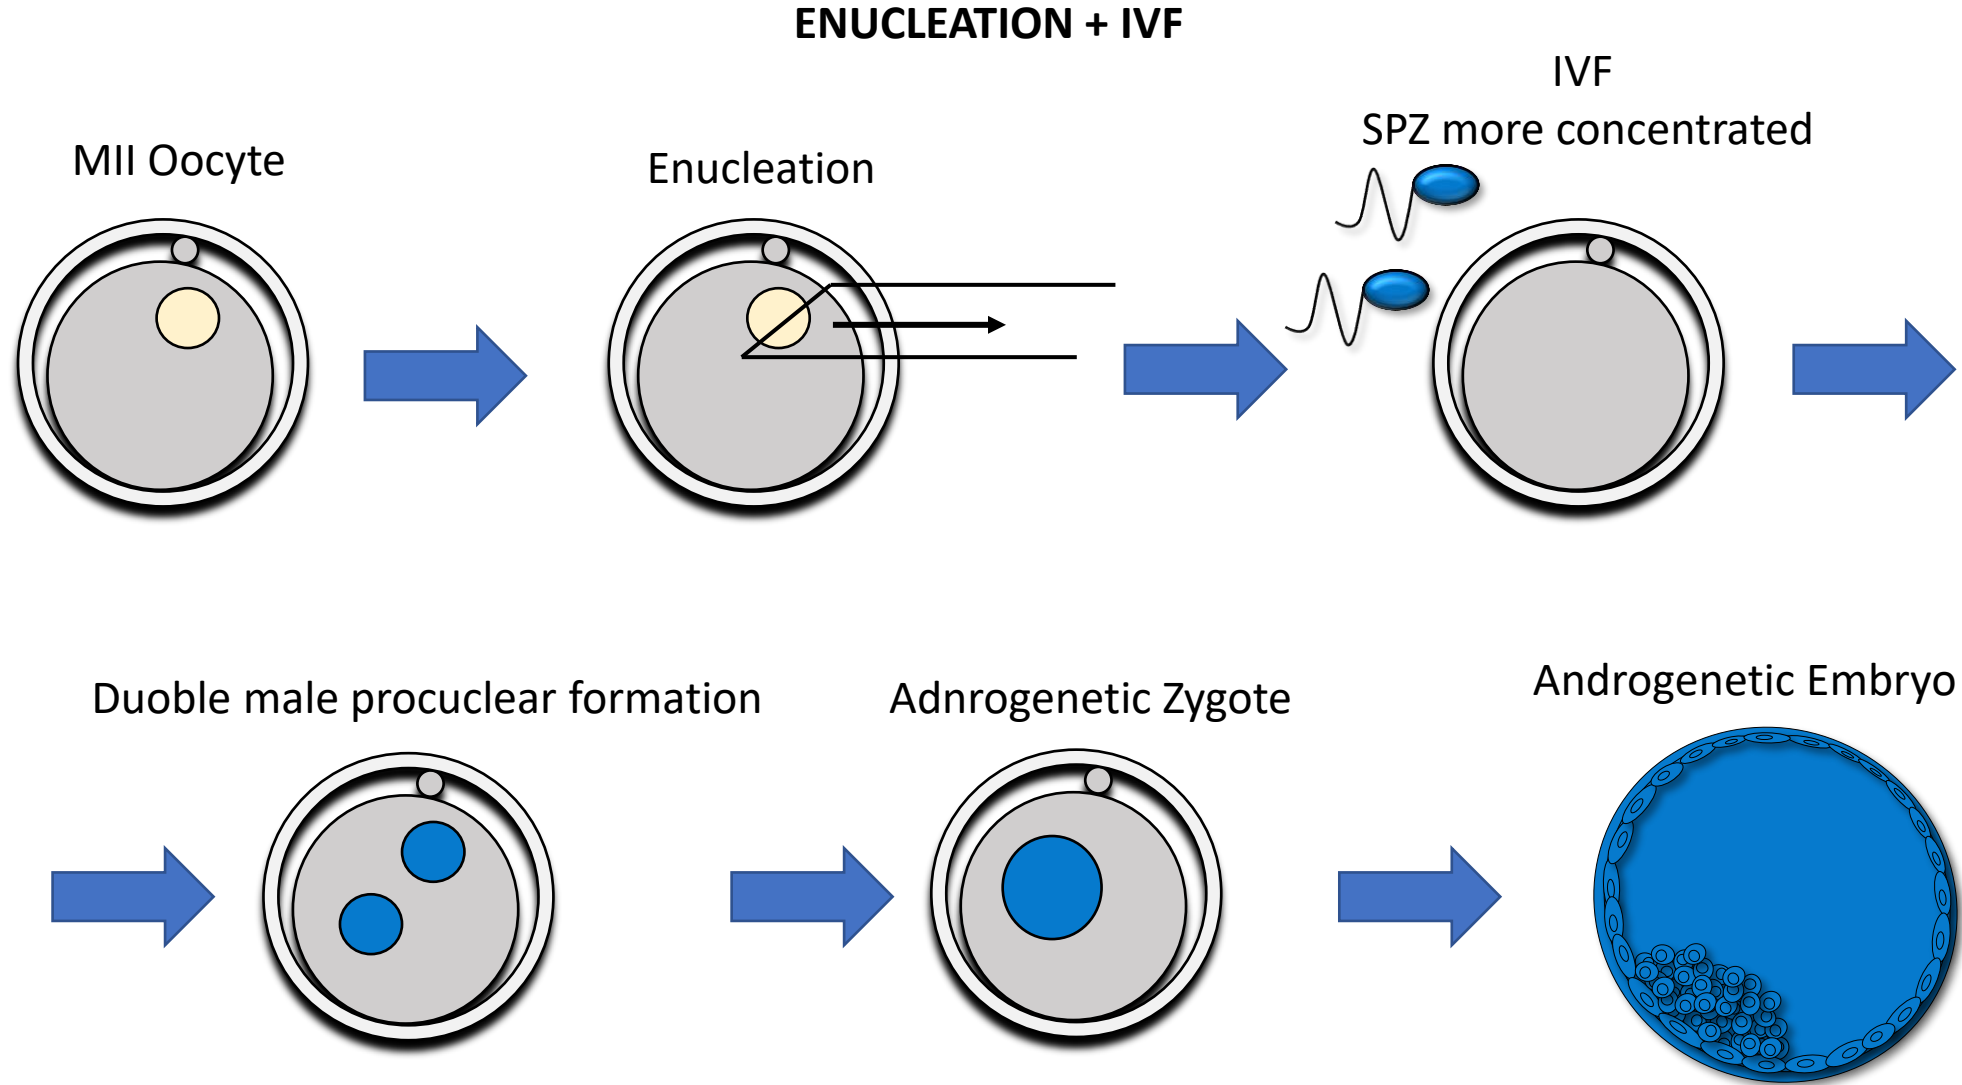 ENUCLEATION + IVF
MII Oocyte
Enucleation
IVF
SPZ more concentrated
Duoble male procuclear formation
Adnrogenetic Zygote
Androgenetic Embryo